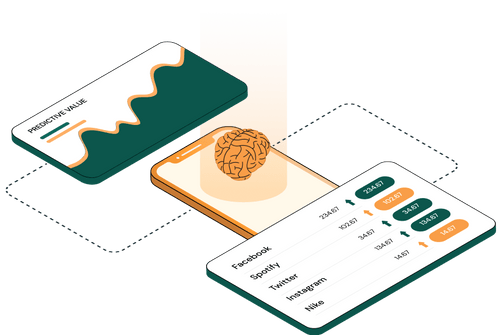 PREDICTIVE VALUE
Facebook 234.67 234.67
Spotify 102.67 102.67
Twitter 34.67 34.67
Instagram 134.67 134.67
Nike 14.67 14.67